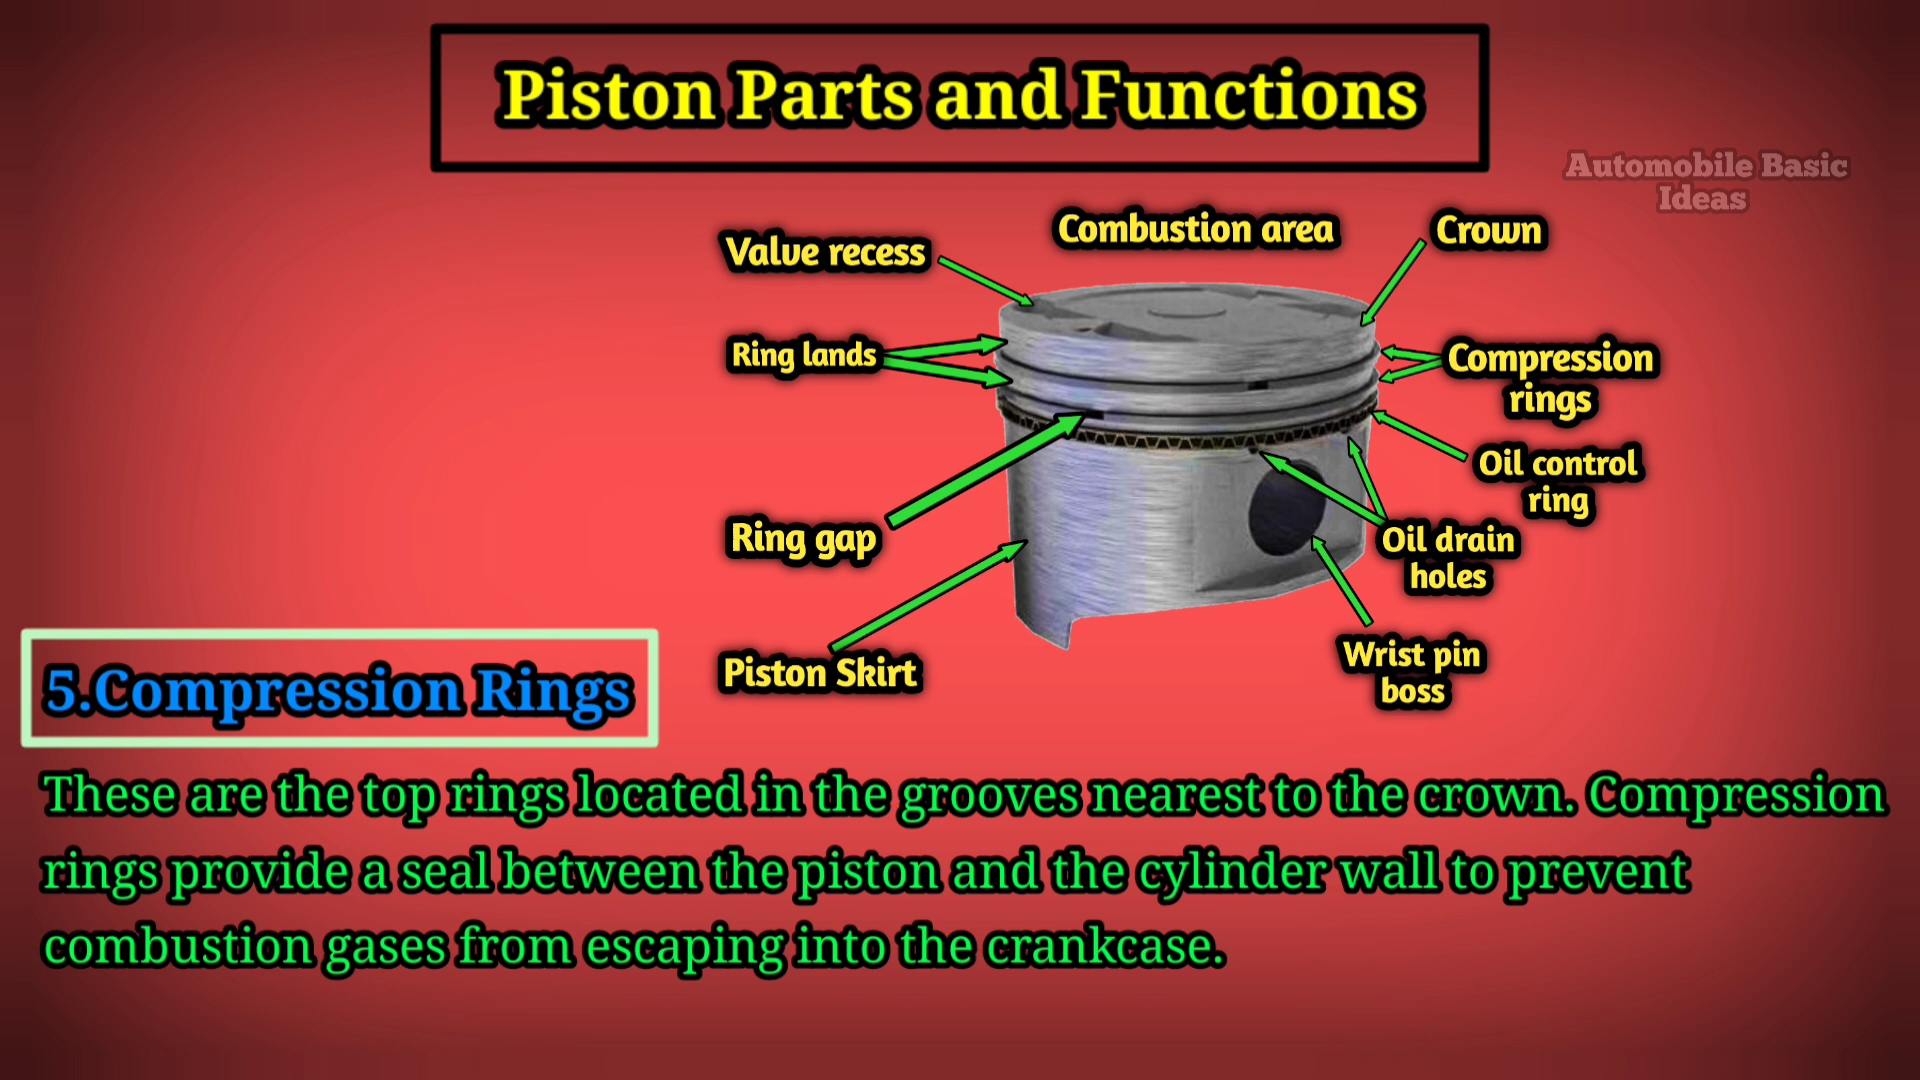 Piston Parts and Functions
Automobile Basic
Ideas
Valve recess
Combustion area
Crown
Ring lands
Compression
rings
Oil control
ring
Ring gap
Oil drain
holes
Piston Skirt
Wrist pin
boss
5.Compression Rings
These are the top rings located in the grooves nearest to the crown. Compression
rings provide a seal between the piston and the cylinder wall to prevent
combustion gases from escaping into the crankcase.